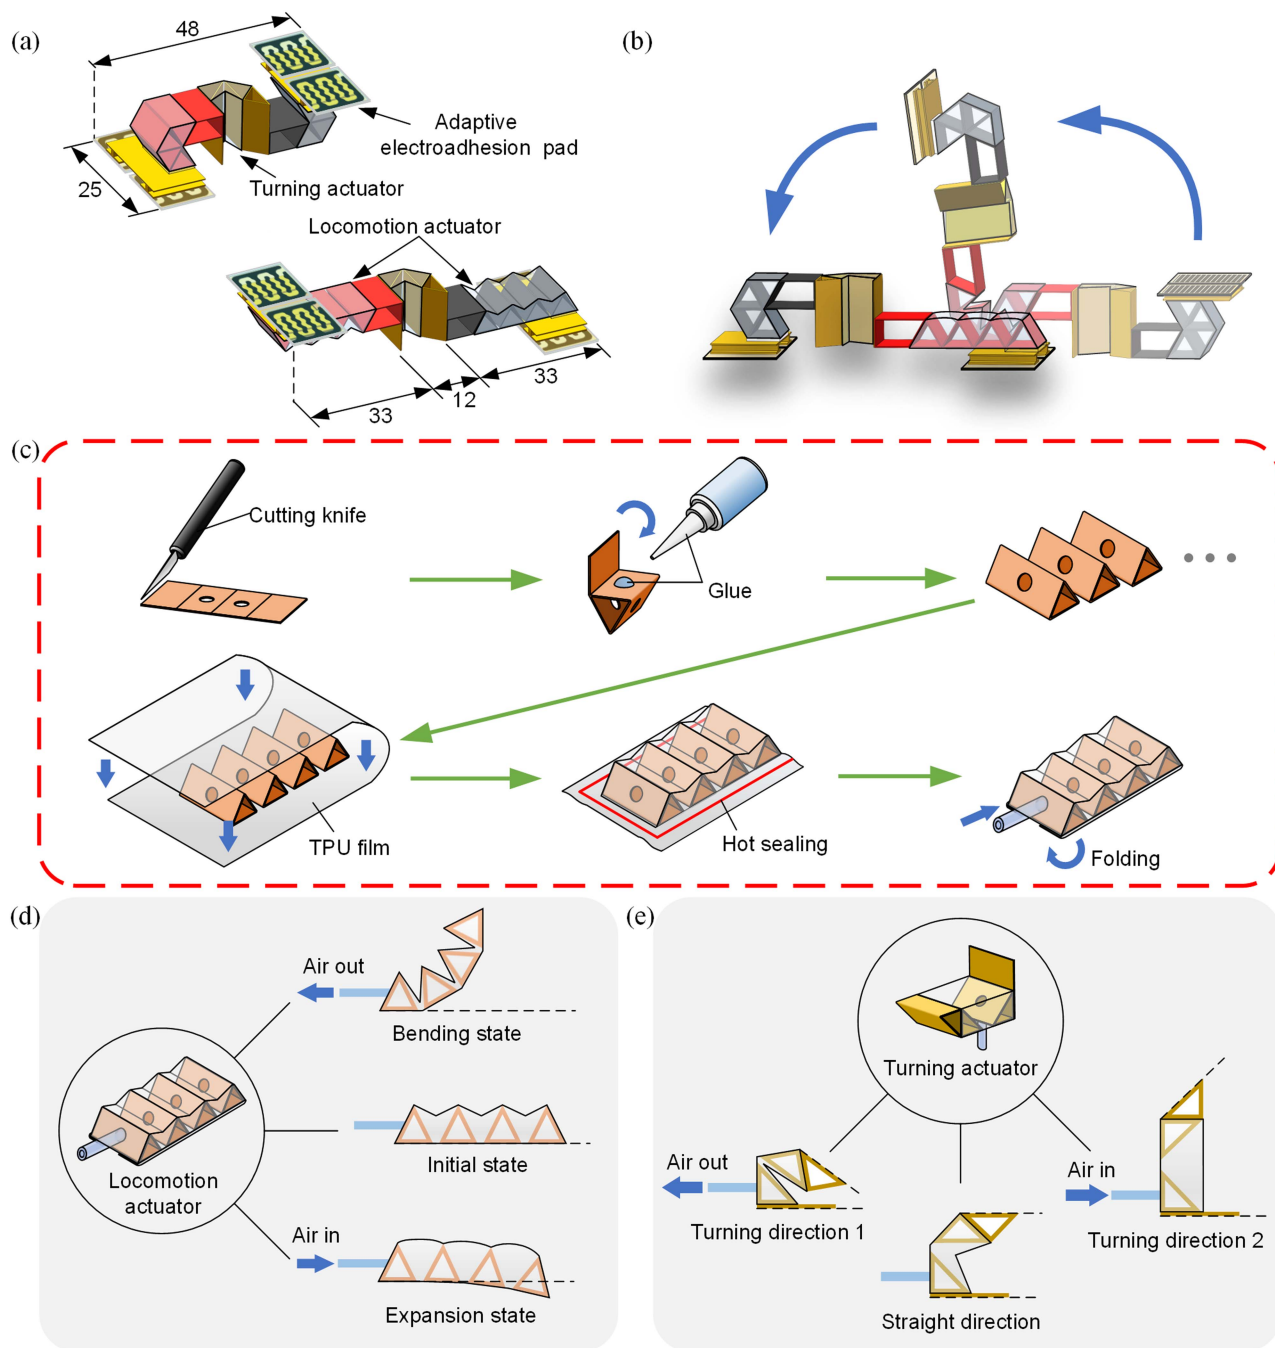 (a)
48
25
Adaptive
electroadhesion pad
Turning actuator
Locomotion actuator
33
12
33
(b)
(c)
Cutting knife
Glue
TPU film
Hot sealing
Folding
(d)
Air out
Bending state
Locomotion
actuator
Initial state
Air in
Expansion state
(e)
Turning actuator
Air out
Turning direction 1
Straight direction
Air in
Turning direction 2